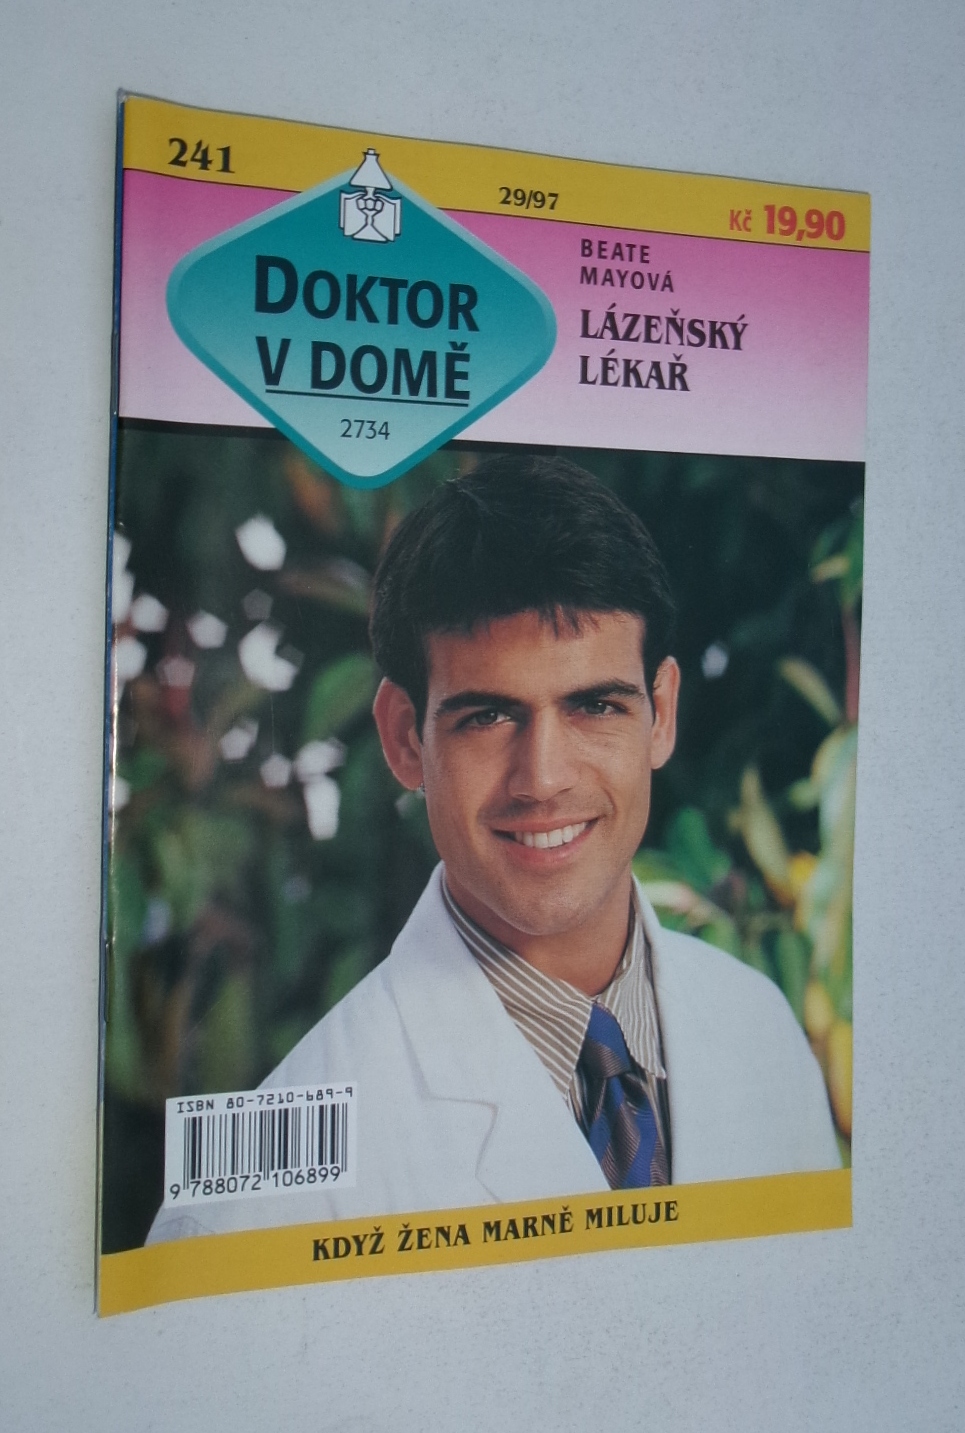 241
29/97
Kč 19,90
DOKTOR
V DOMĚ
2734
BEATE
MAYOVÁ
LÁZEŇSKÝ
LÉKAŘ
ISBN 80-7210-689-9
9 788072 106899
KDYŽ ŽENA MARNĚ MILUJE